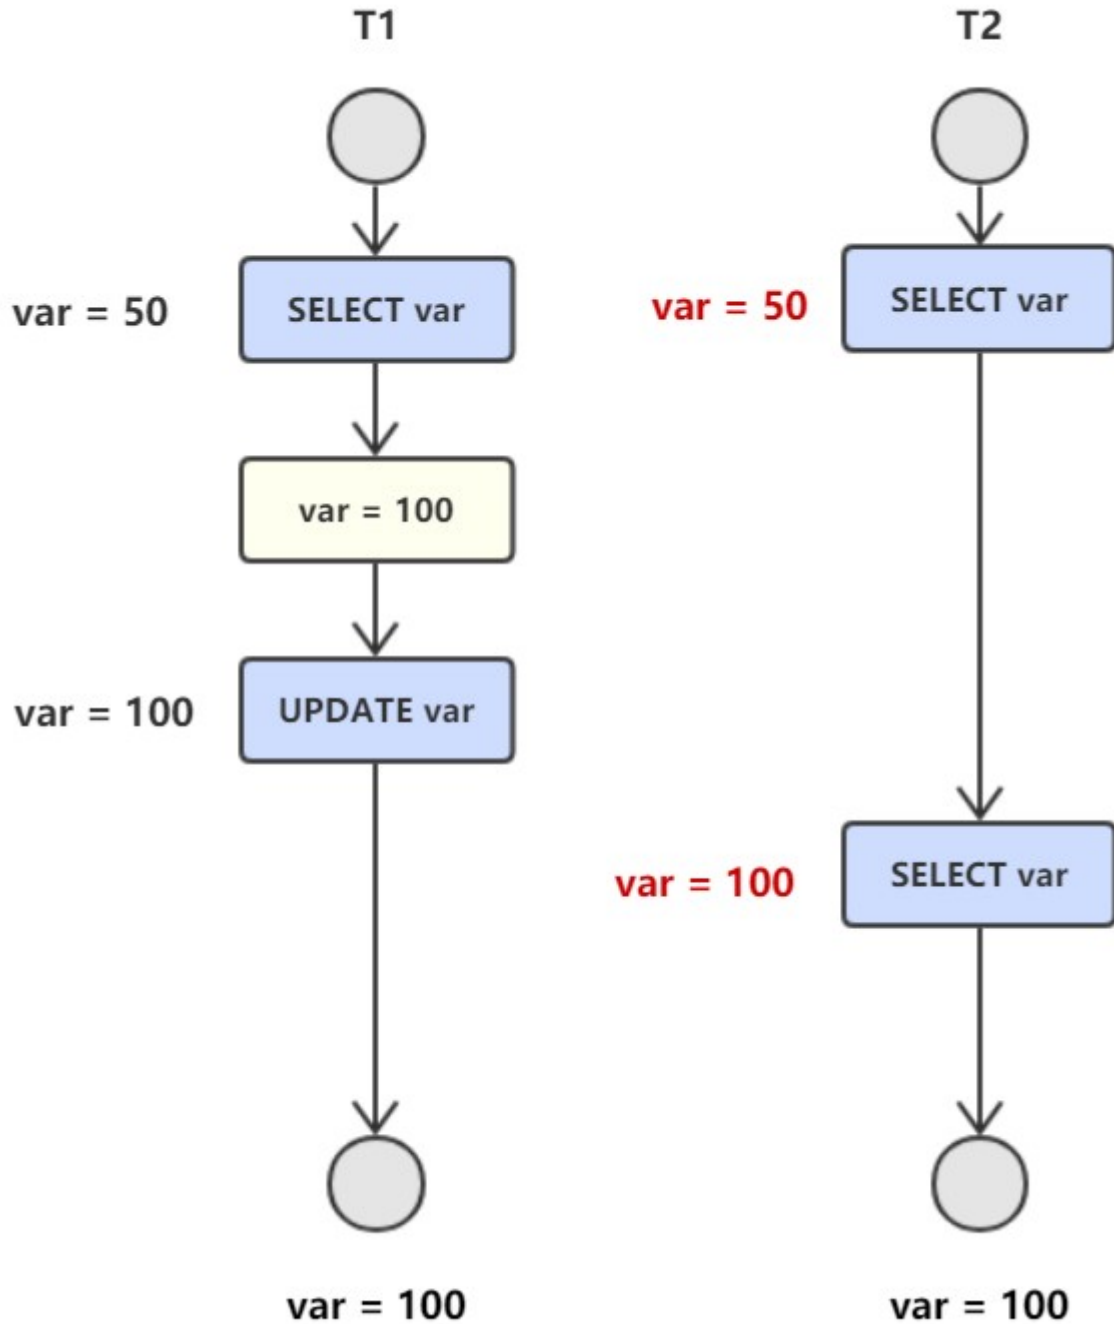 T1
T2
var = 50
SELECT var
var = 50
SELECT var
var = 100
var = 100
UPDATE var
var = 100
SELECT var
var = 100
var = 100